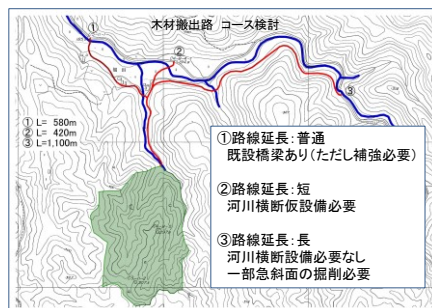 木材搬出路 コース検討
①
②
③
① L= 580m
② L= 420m
③ L=1,100m
①路線延長:普通
既設橋梁あり(ただし補強必要)
②路線延長:短
河川横断仮設備必要
③路線延長:長
河川横断設備必要なし
一部急斜面の掘削必要